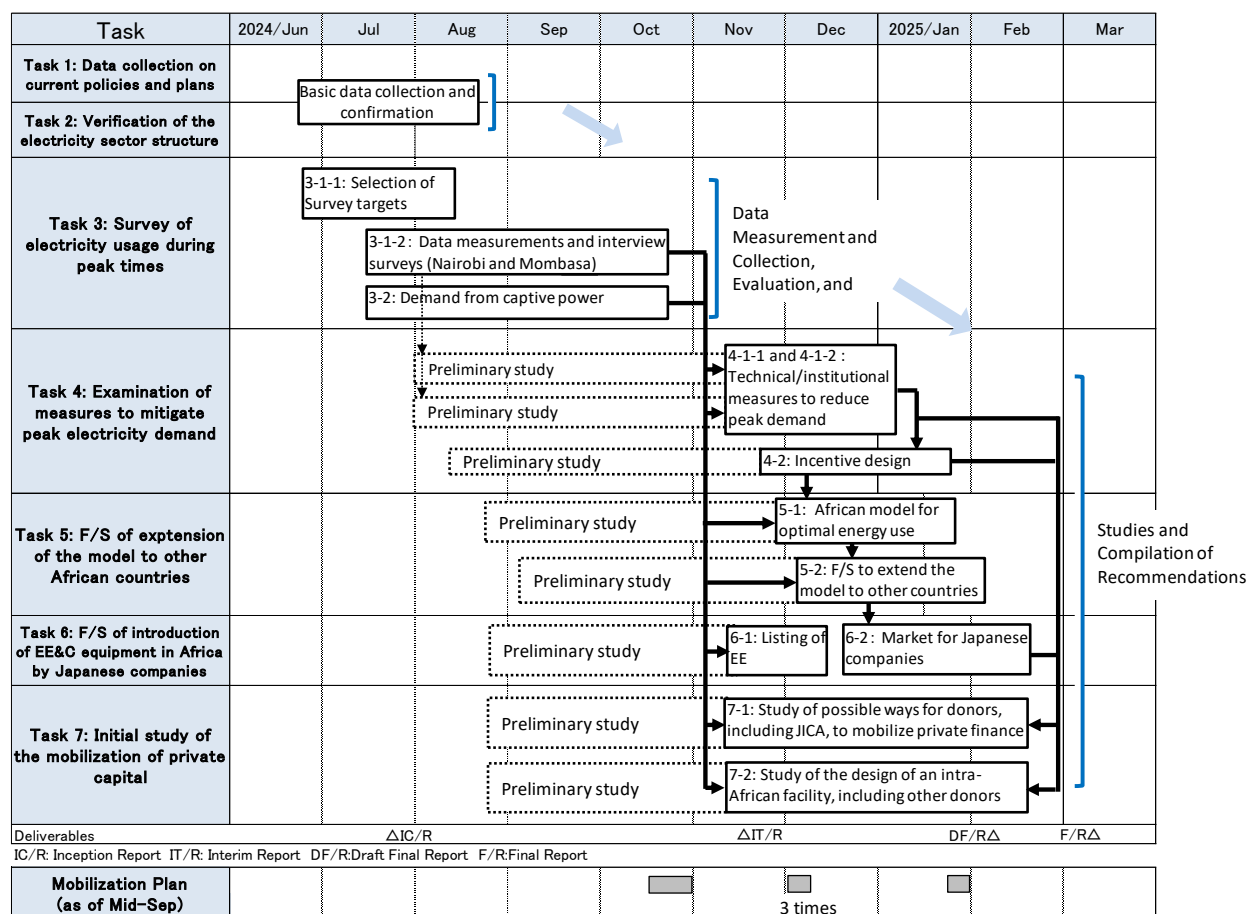 Task 2024/Jun Jul Aug Sep Oct Nov Dec 2025/Jan Feb Mar
Task 1: Data collection on
current policies and plans
Task 2: Verification of the
electricity sector structure
Basic data collection and
confirmation
Task 3: Survey of
electricity usage during
peak times
3-1-1: Selection of
Survey targets
3-1-2: Data measurements and interview
surveys (Nairobi and Mombasa)
3-2: Demand from captive power
Data
Measurement and
Collection,
Evaluation, and
Task 4: Examination of
measures to mitigate
peak electricity demand
Preliminary study
Preliminary study
4-1-1 and 4-1-2 :
Technical/institutional
measures to reduce
peak demand
Preliminary study
4-2: Incentive design
Task 5: F/S of exptension
of the model to other
African countries
Preliminary study
5-1: African model for
optimal energy use
Preliminary study
5-2: F/S to extend the
model to other countries
Studies and
Compilation of
Recommendations
Task 6: F/S of introduction
of EE&C equipment in Africa
by Japanese companies
Preliminary study
6-1: Listing of
EE
6-2: Market for Japanese
companies
Task 7: Initial study of
the mobilization of private
capital
Preliminary study
7-1: Study of possible ways for donors,
including JICA, to mobilize private finance
Preliminary study
7-2: Study of the design of an intra-
African facility, including other donors
Deliverables △IC/R △IT/R DF/R△ F/R△
IC/R: Inception Report IT/R: Interim Report DF/R:Draft Final Report F/R:Final Report
Mobilization Plan
(as of Mid-Sep)
3 times